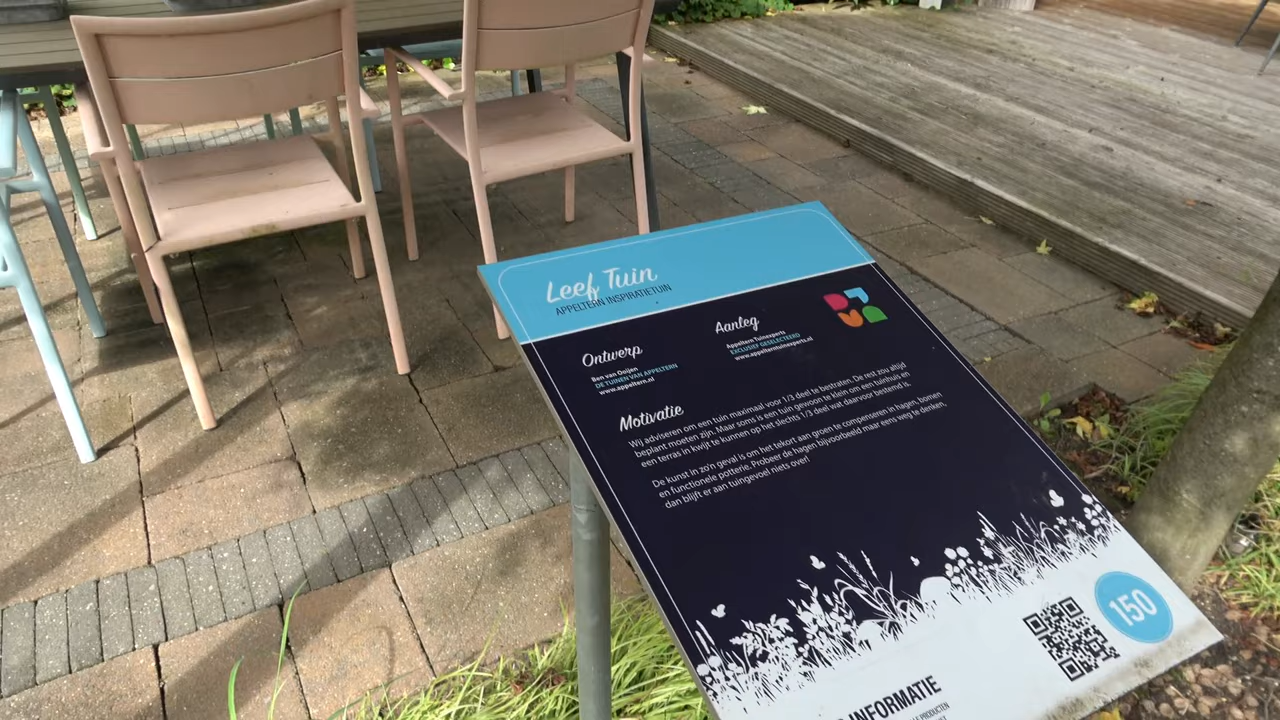 Leef Tuin
APPELTERN INSPIRATIETUIN
Ontwerp
Ben van Ooijen
DE TUINEN VAN APPELTERN
www.appeltern.nl
Aanleg
Appeltern Tuinexperts
EXCLUSIEF GESELECTEERD
www.appelterntuinexperts.nl
Motivatie
Wij adviseren om een tuin maximaal voor 1/3 deel te bestraten. De rest zou altijd
beplant moeten zijn. Maar soms is een tuin gewoon te klein om een tuinhuis en
een terras in kwijt te kunnen op het slechts 1/3 deel wat daarvoor bestemd is.
De kunst in zo'n geval is om het tekort aan groen te compenseren in hagen, bomen
en functionele potterie. Probeer de hagen bijvoorbeeld maar eens weg te denken,
dan blijft er aan tuingevoel niets over!
150
INFORMATIE
PRODUCTEN